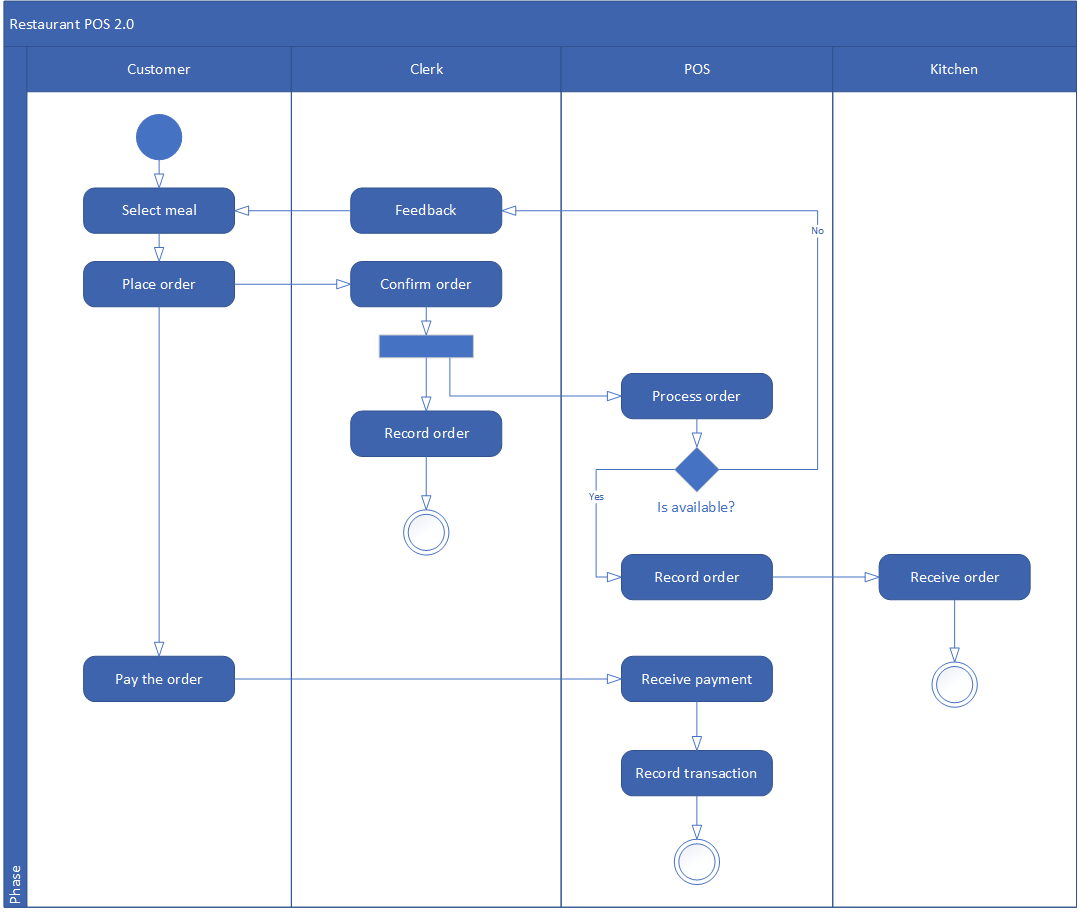 Restaurant POS 2.0
Customer
Clerk
POS
Kitchen
Select meal
Feedback
No
Place order
Confirm order
Process order
Record order
Is available?
Yes
Record order
Receive order
Pay the order
Receive payment
Record transaction
Phase